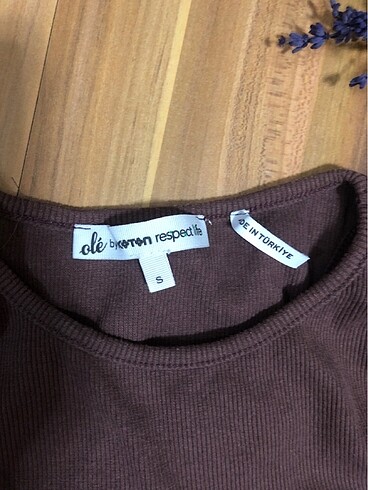 olé by KOTON respect.life
S
DE IN TÜRKİYE